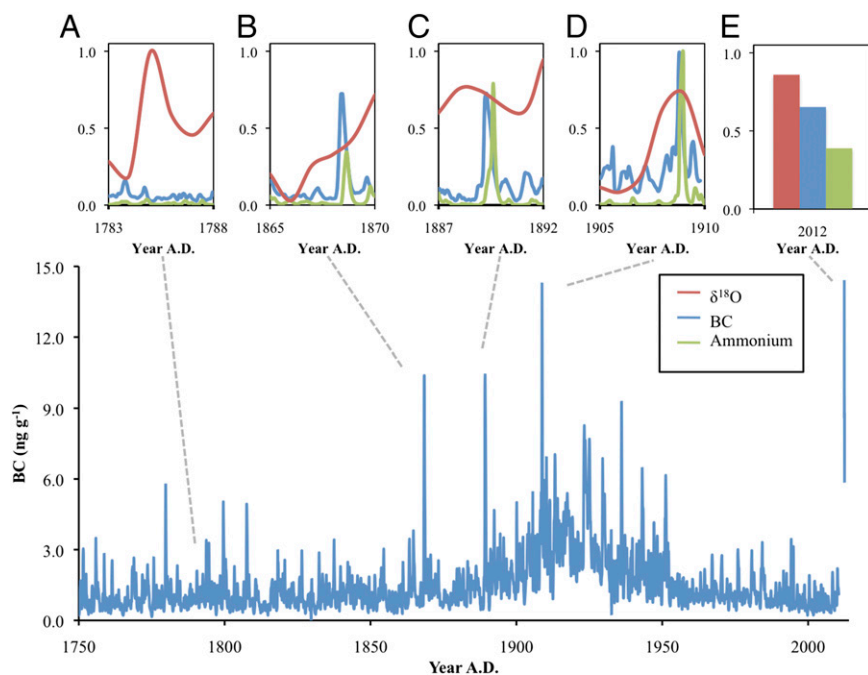 A B C D E
1.0 1.0 1.0 1.0 1.0
0.5 0.5 0.5 0.5 0.5
0.0 0.0 0.0 0.0 0.0
1783 1788 1865 1870 1887 1892 1905 1910 2012
Year A.D. Year A.D. Year A.D. Year A.D. Year A.D.
15.0
δ¹⁸O
12.0
BC
Ammonium
9.0
BC (ng g⁻¹)
6.0
3.0
0.0
1750 1800 1850 1900 1950 2000
Year A.D.